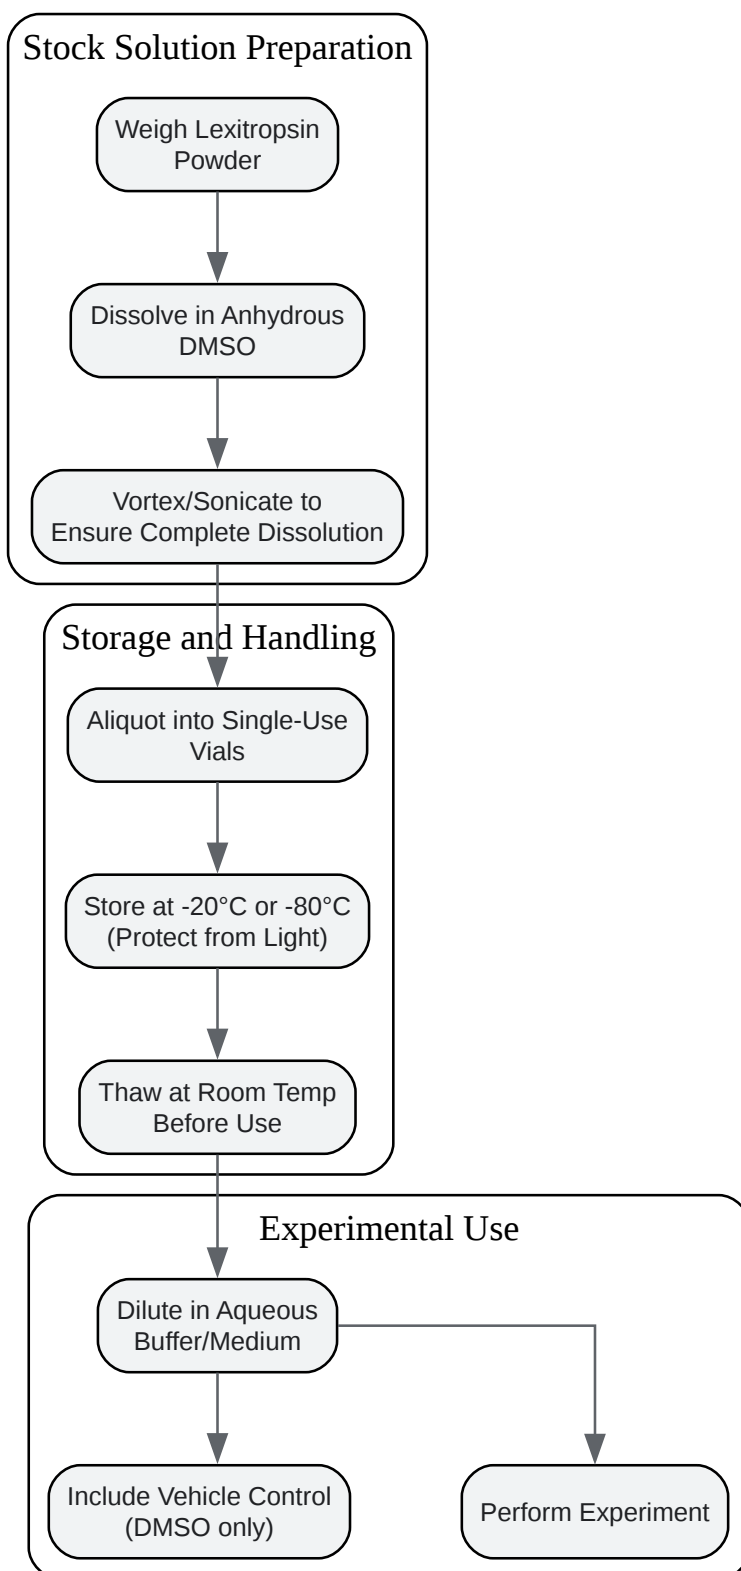 Stock Solution Preparation
Weigh Lexitropsin
Powder
Dissolve in Anhydrous
DMSO
Vortex/Sonicate to
Ensure Complete Dissolution
Storage and Handling
Aliquot into Single-Use
Vials
Store at -20°C or -80°C
(Protect from Light)
Thaw at Room Temp
Before Use
Experimental Use
Dilute in Aqueous
Buffer/Medium
Include Vehicle Control
(DMSO only)
Perform Experiment